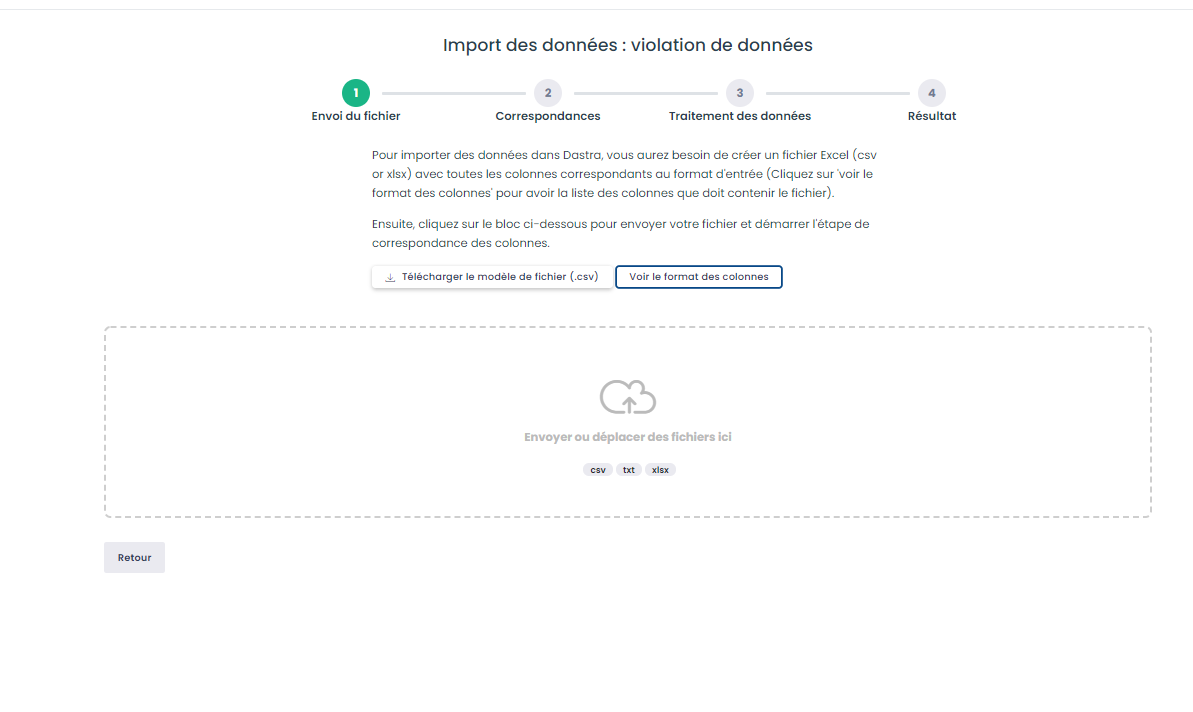 Import des données : violation de données
1
2
3
4
Envoi du fichier
Correspondances
Traitement des données
Résultat
Pour importer des données dans Dastra, vous aurez besoin de créer un fichier Excel (csv
or xlsx) avec toutes les colonnes correspondants au format d'entrée (Cliquez sur 'voir le
format des colonnes' pour avoir la liste des colonnes que doit contenir le fichier).
Ensuite, cliquez sur le bloc ci-dessous pour envoyer votre fichier et démarrer l'étape de
correspondance des colonnes.
Télécharger le modèle de fichier (.csv)
Voir le format des colonnes
Envoyer ou déplacer des fichiers ici
csv txt xlsx
Retour